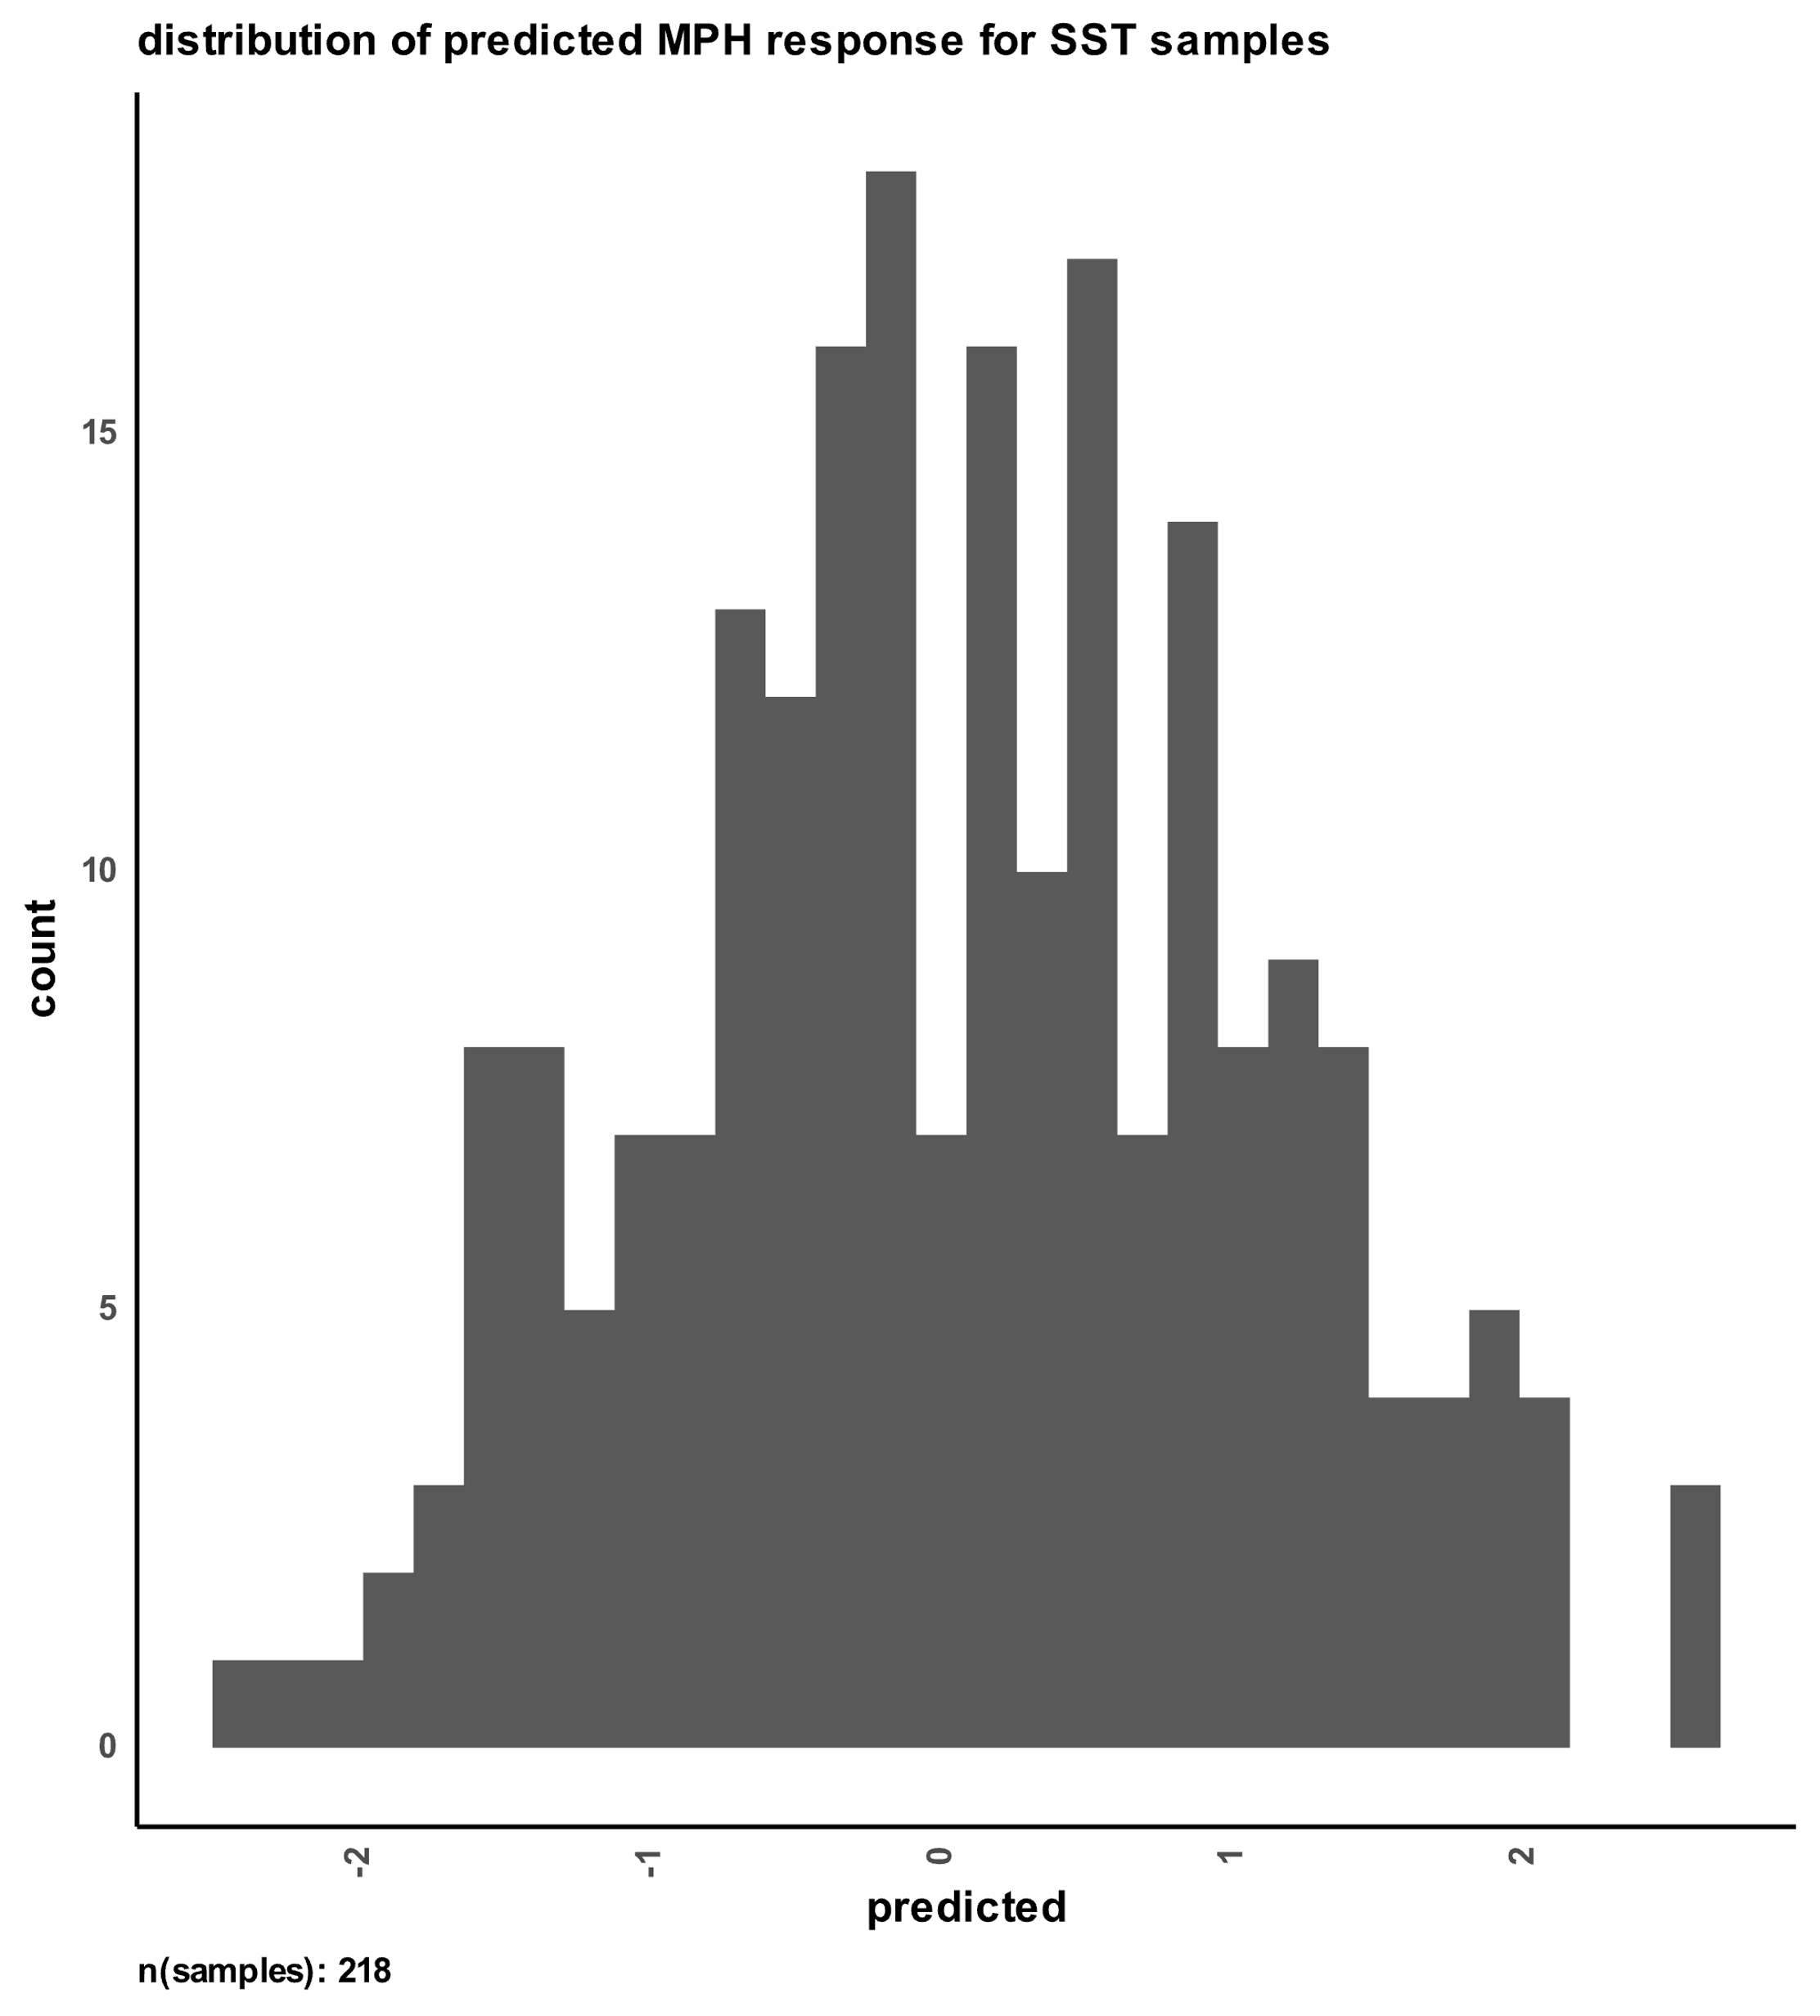 distribution of predicted MPH response for SST samples
15
10
5
0
count
-2 -1 0 1 2
predicted
n(samples): 218